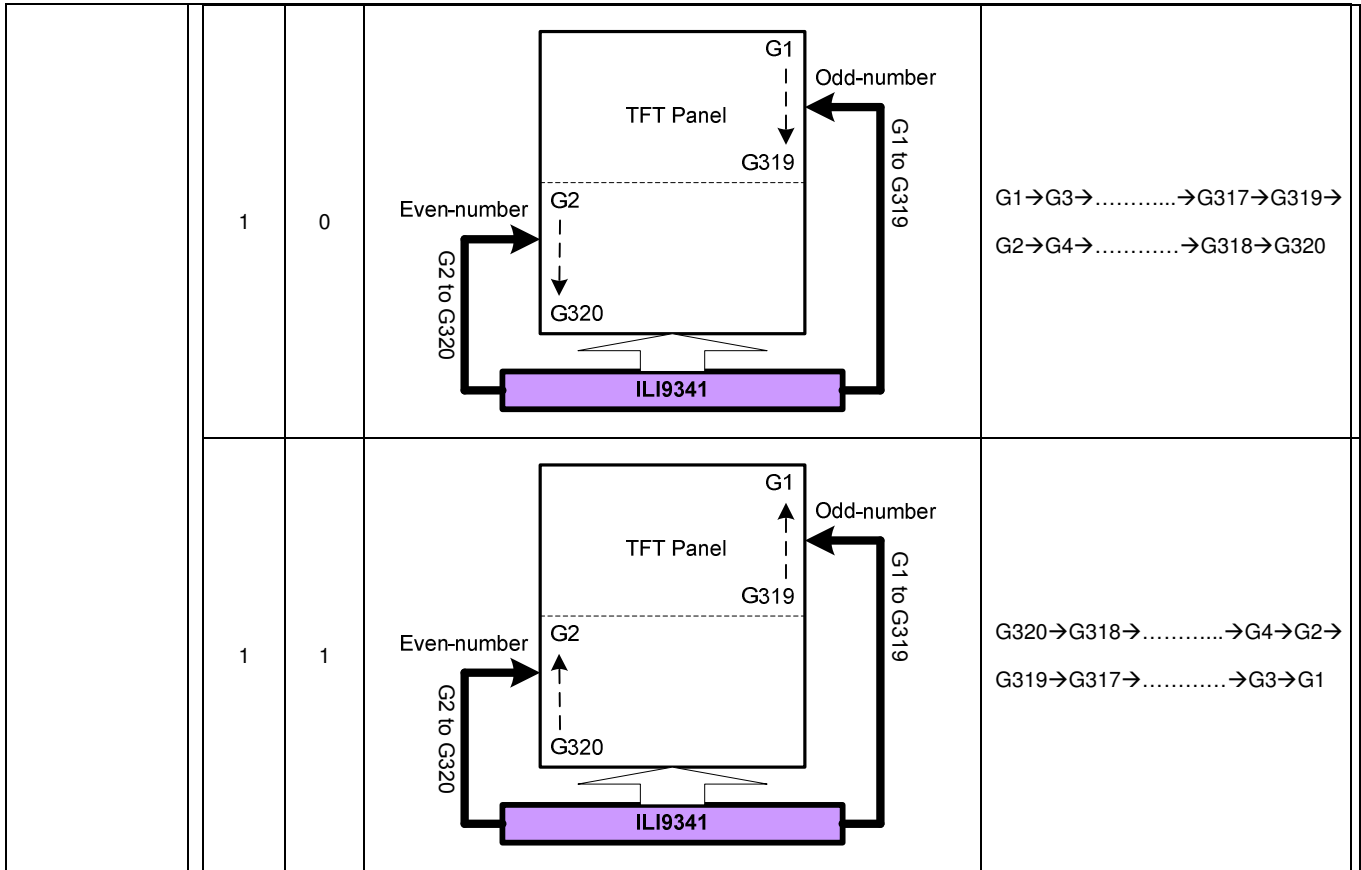 1
0
G1
Odd-number
TFT Panel
G1 to G319
G319
Even-number
G2
G2 to G320
G320
ILI9341
G1→G3→………...→G317→G319→
G2→G4→…………→G318→G320
1
1
G1
Odd-number
TFT Panel
G1 to G319
G319
Even-number
G2
G2 to G320
G320
ILI9341
G320→G318→………...→G4→G2→
G319→G317→…………→G3→G1